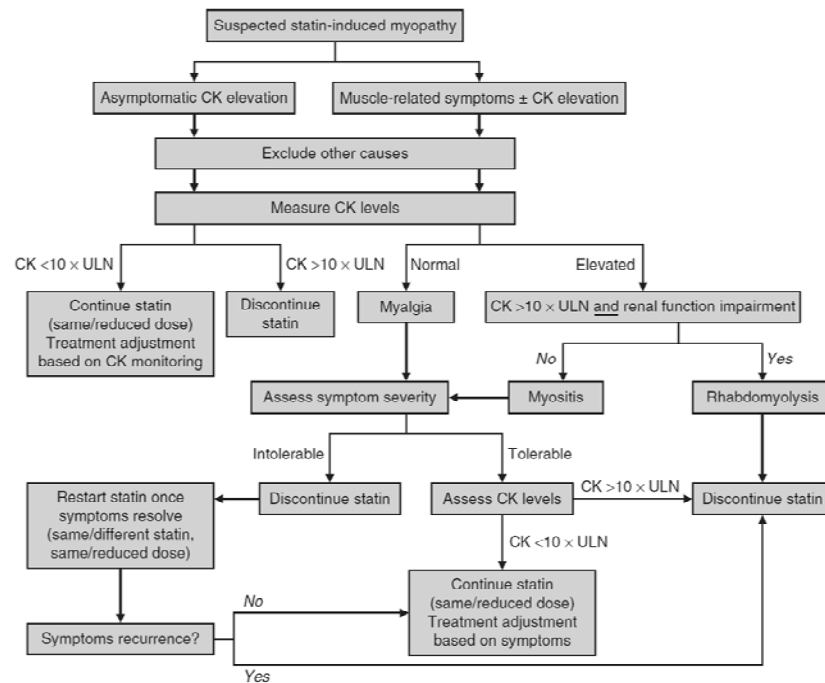 Suspected statin-induced myopathy
Asymptomatic CK elevation
Muscle-related symptoms ± CK elevation
Exclude other causes
Measure CK levels
CK <10 × ULN
CK >10 × ULN
Normal
Elevated
Continue statin
(same/reduced dose)
Treatment adjustment
based on CK monitoring
Discontinue
statin
Myalgia
CK >10 × ULN and renal function impairment
No
Yes
Assess symptom severity
Myositis
Rhabdomyolysis
Intolerable
Tolerable
Restart statin once
symptoms resolve
(same/different statin,
same/reduced dose)
Discontinue statin
Assess CK levels
CK >10 × ULN
Discontinue statin
CK <10 × ULN
Continue statin
(same/reduced dose)
Treatment adjustment
based on symptoms
No
Symptoms recurrence?
Yes